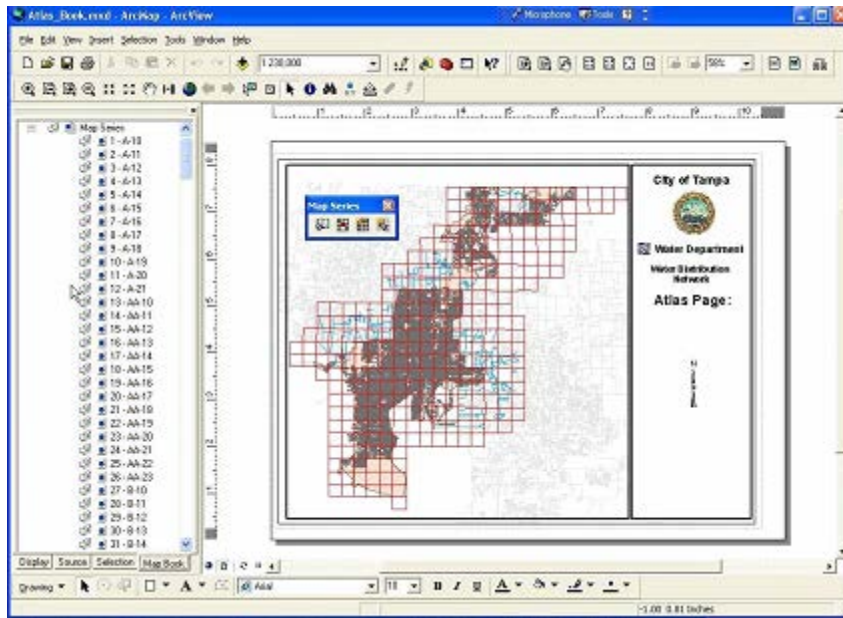 Atlas_Book.mxd - ArcMap - ArcView
Microphone Tools
File Edit View Insert Selection Tools Window Help
1:230,000
58%
Map Series
1 - A-10
2 - A-11
3 - A-12
4 - A-13
5 - A-14
6 - A-15
7 - A-16
8 - A-17
9 - A-18
10 - A-19
11 - A-20
12 - A-21
13 - AA-10
14 - AA-11
15 - AA-12
16 - AA-13
17 - AA-14
18 - AA-15
19 - AA-16
20 - AA-17
21 - AA-18
22 - AA-19
23 - AA-20
24 - AA-21
25 - AA-22
26 - AA-23
27 - B-10
28 - B-11
29 - B-12
30 - B-13
31 - B-14
Map Series
City of Tampa
Water Department
Water Distribution
Network
Atlas Page:
Display Source Selection Map Book
Drawing
A
Arial
10
B I U A
-1.00 0.81 Inches